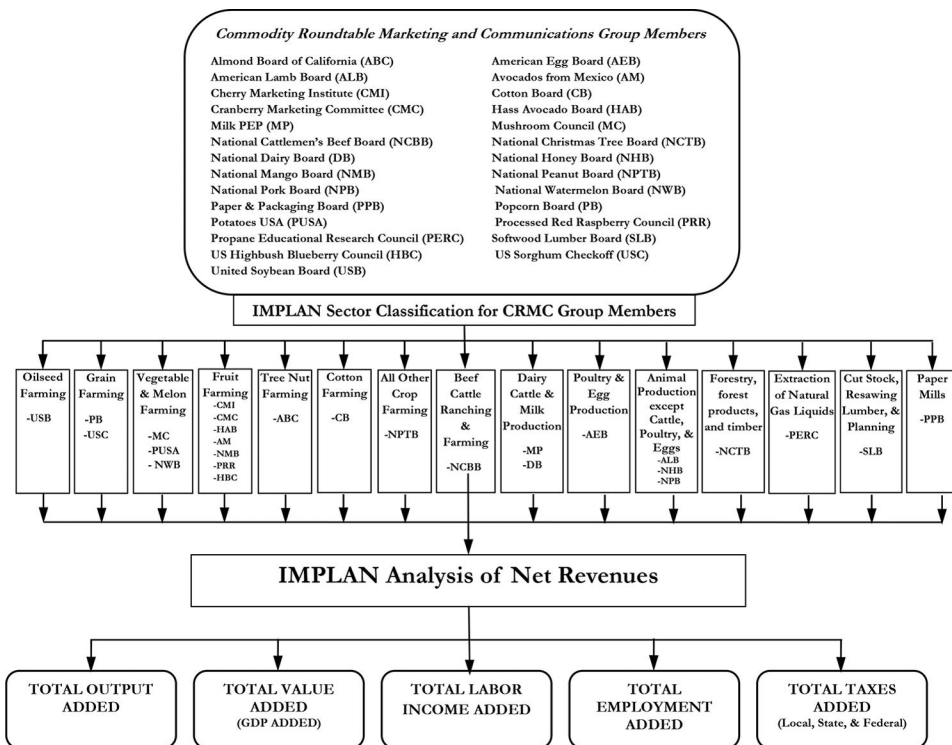 Commodity Roundtable Marketing and Communications Group Members
Almond Board of California (ABC)
American Lamb Board (ALB)
Cherry Marketing Institute (CMI)
Cranberry Marketing Committee (CMC)
Milk PEP (MP)
National Cattlemen's Beef Board (NCBB)
National Dairy Board (DB)
National Mango Board (NMB)
National Pork Board (NPB)
Paper & Packaging Board (PPB)
Potatoes USA (PUSA)
Propane Educational Research Council (PERC)
US Highbush Blueberry Council (HBC)
United Soybean Board (USB)
American Egg Board (AEB)
Avocados from Mexico (AM)
Cotton Board (CB)
Hass Avocado Board (HAB)
Mushroom Council (MC)
National Christmas Tree Board (NCTB)
National Honey Board (NHB)
National Peanut Board (NPTB)
National Watermelon Board (NWB)
Popcorn Board (PB)
Processed Red Raspberry Council (PRR)
Softwood Lumber Board (SLB)
US Sorghum Checkoff (USC)
IMPLAN Sector Classification for CRMC Group Members
Oilseed
Farming
-USB
Grain
Farming
-PB
-USC
Vegetable
& Melon
Farming
-MC
-PUSA
- NWB
Fruit
Farming
-CMI
-CMC
-HAB
-AM
-NMB
-PRR
-HBC
Tree Nut
Farming
-ABC
Cotton
Farming
-CB
All Other
Crop
Farming
-NPTB
Beef
Cattle
Ranching
&
Farming
-NCBB
Dairy
Cattle &
Milk
Production
-MP
-DB
Poultry &
Egg
Production
-AEB
Animal
Production
except
Cattle,
Poultry, &
Eggs
-ALB
-NHB
-NPB
Forestry,
forest
products,
and timber
-NCTB
Extraction
of Natural
Gas Liquids
-PERC
Cut Stock,
Resawing
Lumber, &
Planning
-SLB
Paper
Mills
-PPB
IMPLAN Analysis of Net Revenues
TOTAL OUTPUT
ADDED
TOTAL VALUE
ADDED
(GDP ADDED)
TOTAL LABOR
INCOME ADDED
TOTAL
EMPLOYMENT
ADDED
TOTAL TAXES
ADDED
(Local, State, & Federal)